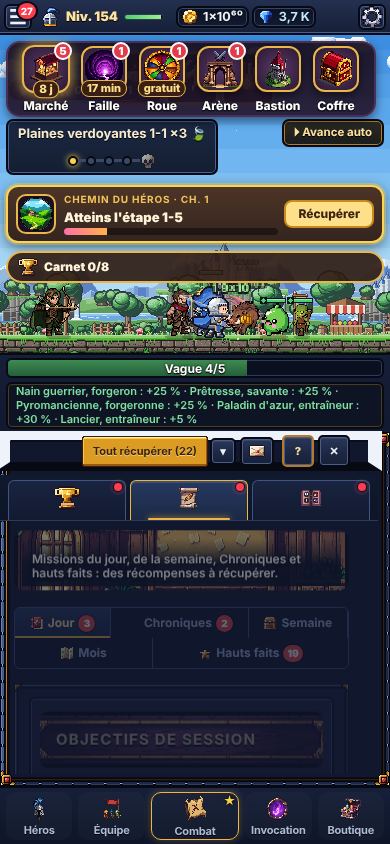 27
Niv. 154
1×10⁶⁰
3,7 K
5
1
1
1
8 j
17 min
gratuit
Marché
Faille
Roue
Arène
Bastion
Coffre
Plaines verdoyantes 1-1 ×3
Avance auto
CHEMIN DU HÉROS · CH. 1
Atteins l'étape 1-5
Récupérer
Carnet 0/8
Vague 4/5
Nain guerrier, forgeron : +25 % · Prêtresse, savante : +25 % ·
Pyromancienne, forgeronne : +25 % · Paladin d'azur, entraîneur :
+30 % · Lancier, entraîneur : +5 %
Tout récupérer (22)
▾
?
×
Missions du jour, de la semaine, Chroniques et
hauts faits : des récompenses à récupérer.
Jour 3
Chroniques 2
Semaine
Mois
Hauts faits 19
OBJECTIFS DE SESSION
Héros
Équipe
Combat
Invocation
Boutique